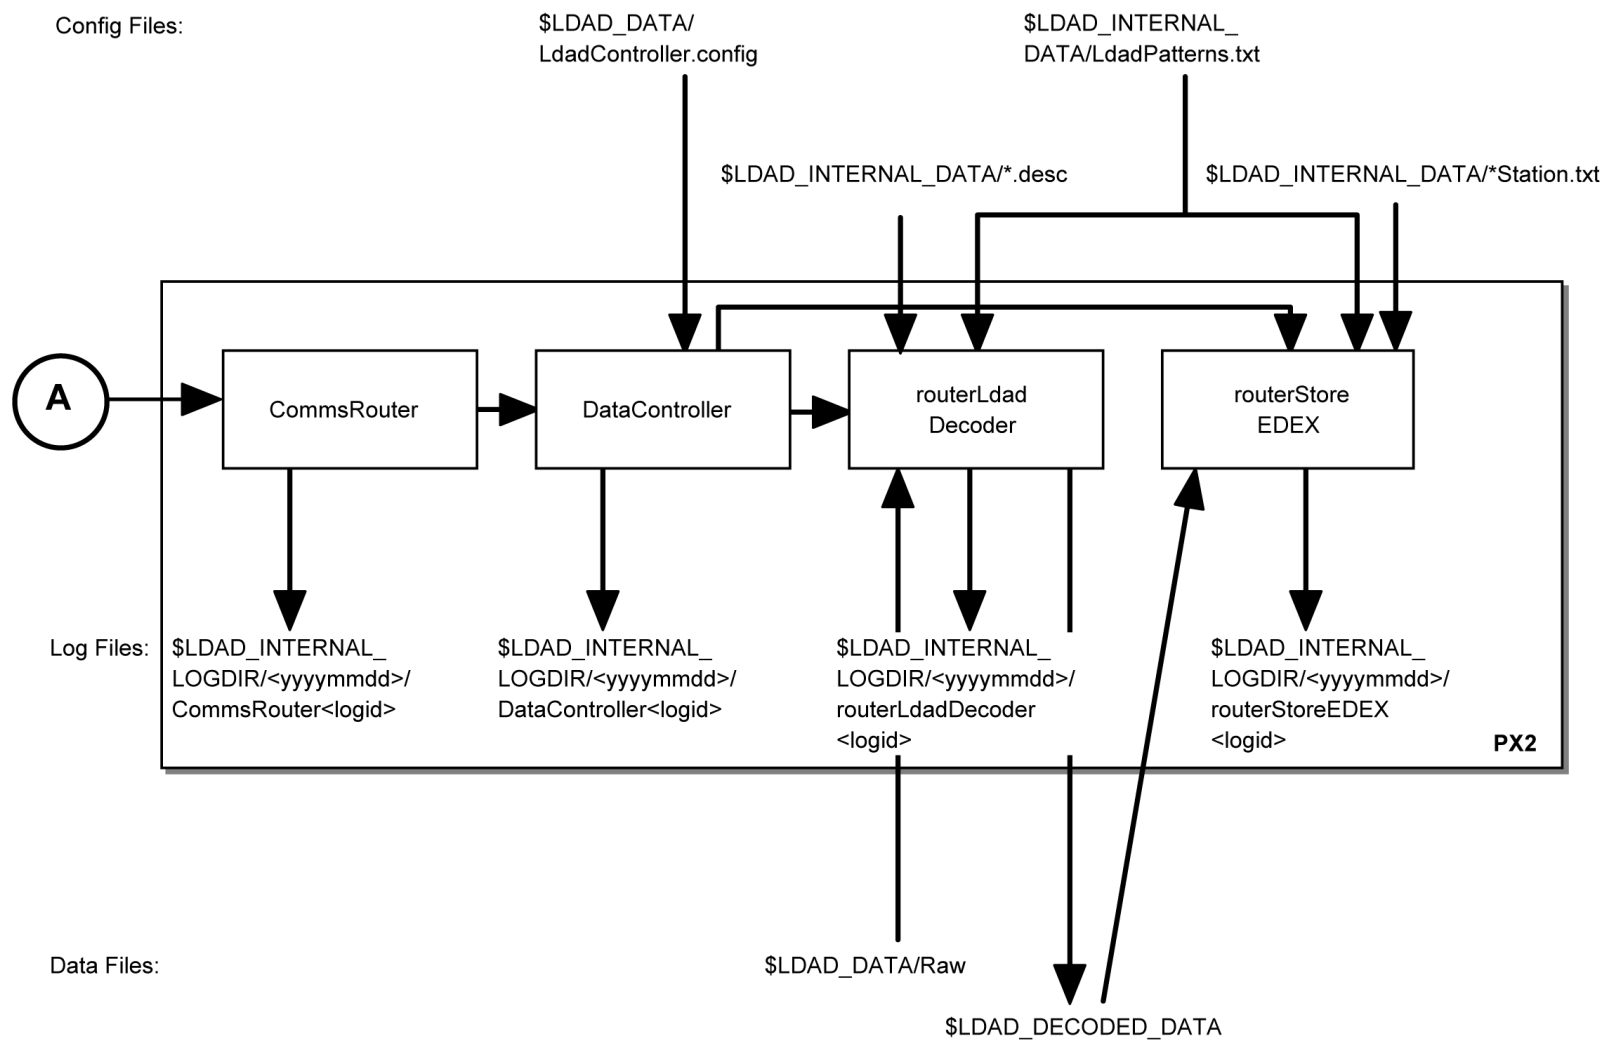 Config Files:
$LDAD_DATA/
LdadController.config
$LDAD_INTERNAL_
DATA/LdadPatterns.txt
$LDAD_INTERNAL_DATA/*.desc
$LDAD_INTERNAL_DATA/*Station.txt
A
CommsRouter
DataController
routerLdad
Decoder
routerStore
EDEX
Log Files:
$LDAD_INTERNAL_
LOGDIR/<yyyymmdd>/
CommsRouter<logid>
$LDAD_INTERNAL_
LOGDIR/<yyyymmdd>/
DataController<logid>
$LDAD_INTERNAL_
LOGDIR/<yyyymmdd>/
routerLdadDecoder
<logid>
$LDAD_INTERNAL_
LOGDIR/<yyyymmdd>/
routerStoreEDEX
<logid>
PX2
Data Files:
$LDAD_DATA/Raw
$LDAD_DECODED_DATA